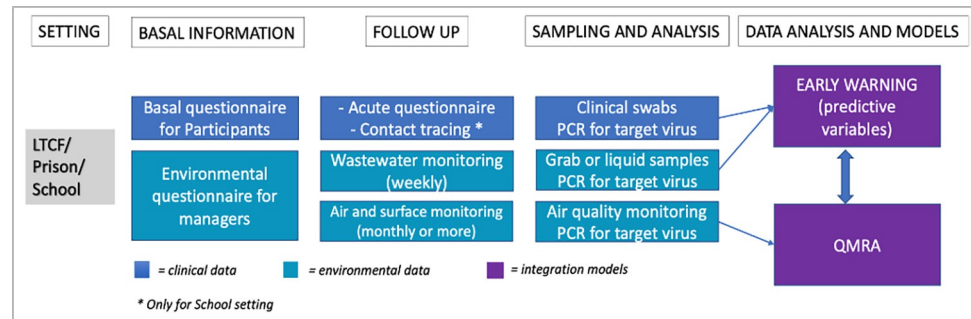 SETTING
BASAL INFORMATION
FOLLOW UP
SAMPLING AND ANALYSIS
DATA ANALYSIS AND MODELS
LTCF/
Prison/
School
Basal questionnaire
for Participants
Environmental
questionnaire for
managers
- Acute questionnaire
- Contact tracing *
Wastewater monitoring
(weekly)
Air and surface monitoring
(monthly or more)
Clinical swabs
PCR for target virus
Grab or liquid samples
PCR for target virus
Air quality monitoring
PCR for target virus
EARLY WARNING
(predictive
variables)
QMRA
= clinical data
= environmental data
= integration models
* Only for School setting